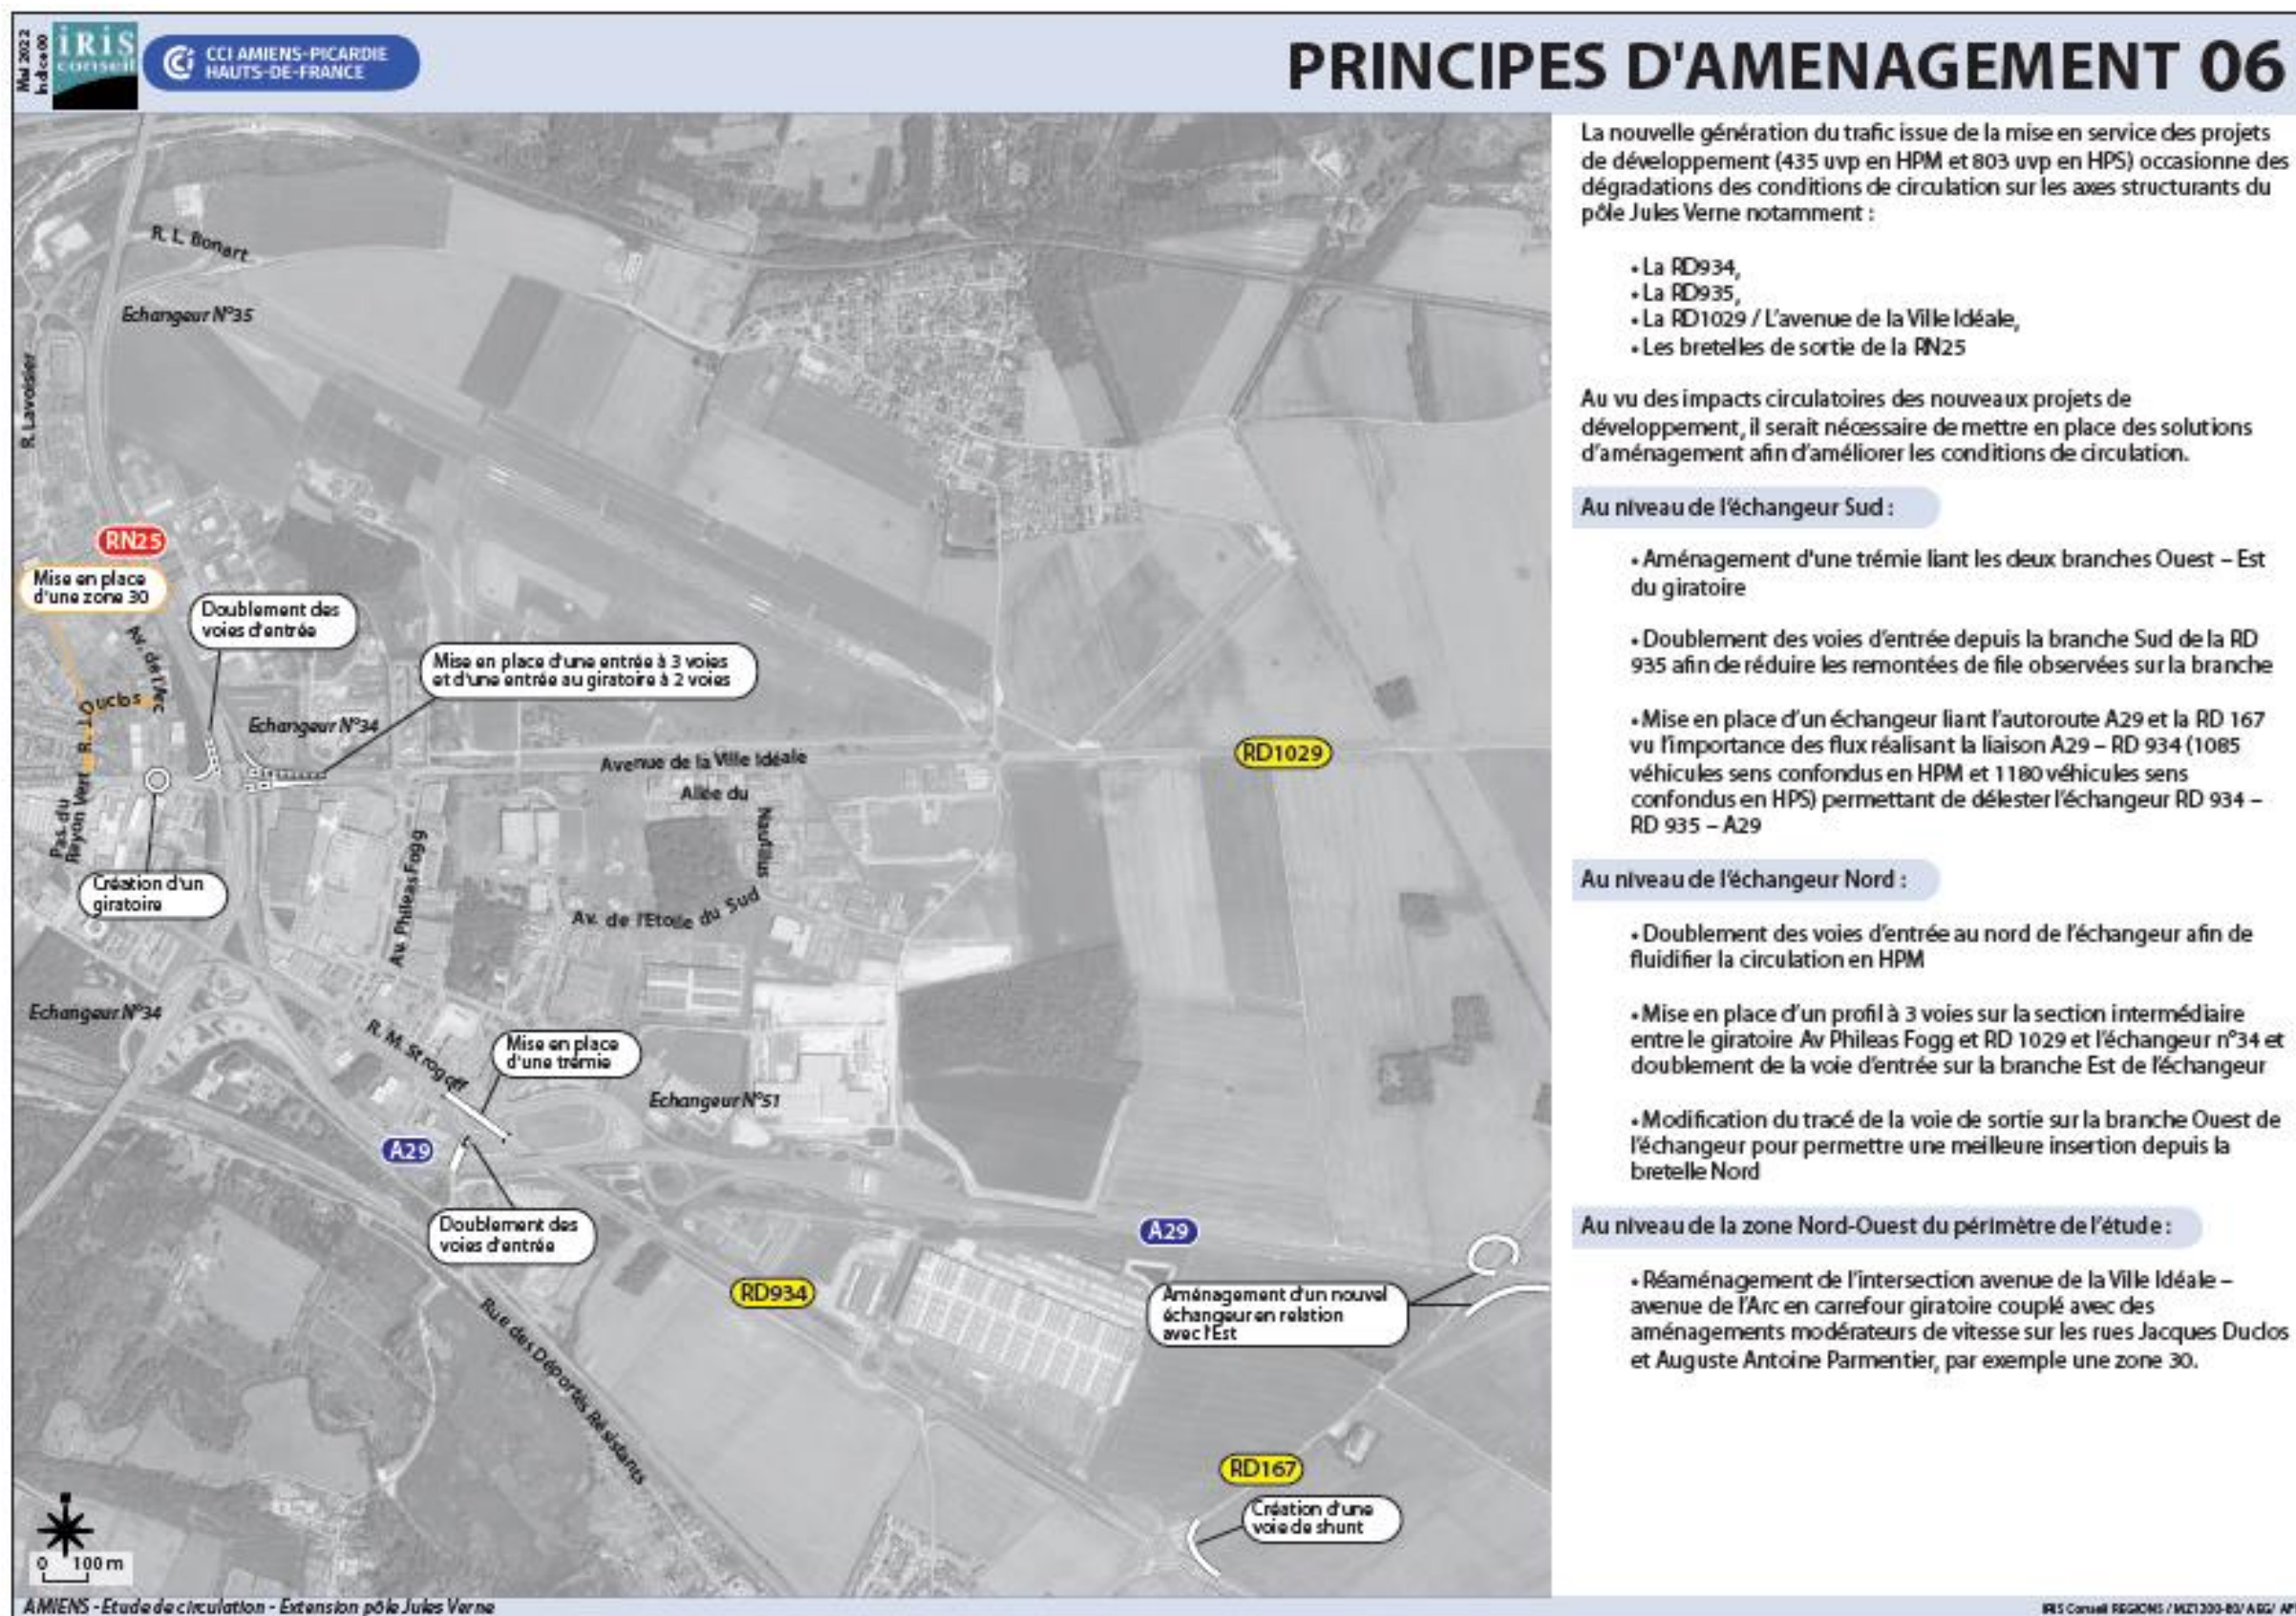 Mai 2022
Indice 00
iRiS
conseil
CCI AMIENS-PICARDIE
HAUTS-DE-FRANCE
PRINCIPES D'AMENAGEMENT 06
R. L. Bonart
Echangeur N°35
R. Lavoisier
RN25
Mise en place
d'une zone 30
Doublement des
voies d'entrée
Av. de l'Arc
Mise en place d'une entrée à 3 voies
et d'une entrée au giratoire à 2 voies
R. J. Duclos
Echangeur N°34
Avenue de la Ville Idéale
RD1029
Allée du
Nautilus
Pas. du
Rayon Vert
Av. Phileas Fogg
Création d'un
giratoire
Av. de l'Etoile du Sud
Echangeur N°34
R. M. Strogoff
Mise en place
d'une trémie
Echangeur N°51
A29
Doublement des
voies d'entrée
A29
RD934
Aménagement d'un nouvel
échangeur en relation
avec l'Est
Rue des Déportés Résistants
RD167
Création d'une
voie de shunt
0 100 m
La nouvelle génération du trafic issue de la mise en service des projets
de développement (435 uvp en HPM et 803 uvp en HPS) occasionne des
dégradations des conditions de circulation sur les axes structurants du
pôle Jules Verne notamment :
• La RD934,
• La RD935,
• La RD1029 / L'avenue de la Ville Idéale,
• Les bretelles de sortie de la RN25
Au vu des impacts circulatoires des nouveaux projets de
développement, il serait nécessaire de mettre en place des solutions
d'aménagement afin d'améliorer les conditions de circulation.
Au niveau de l'échangeur Sud :
• Aménagement d'une trémie liant les deux branches Ouest – Est
du giratoire
• Doublement des voies d'entrée depuis la branche Sud de la RD
935 afin de réduire les remontées de file observées sur la branche
• Mise en place d'un échangeur liant l'autoroute A29 et la RD 167
vu l'importance des flux réalisant la liaison A29 – RD 934 (1085
véhicules sens confondus en HPM et 1180 véhicules sens
confondus en HPS) permettant de délester l'échangeur RD 934 –
RD 935 – A29
Au niveau de l'échangeur Nord :
• Doublement des voies d'entrée au nord de l'échangeur afin de
fluidifier la circulation en HPM
• Mise en place d'un profil à 3 voies sur la section intermédiaire
entre le giratoire Av Phileas Fogg et RD 1029 et l'échangeur n°34 et
doublement de la voie d'entrée sur la branche Est de l'échangeur
• Modification du tracé de la voie de sortie sur la branche Ouest de
l'échangeur pour permettre une meilleure insertion depuis la
bretelle Nord
Au niveau de la zone Nord-Ouest du périmètre de l'étude :
• Réaménagement de l'intersection avenue de la Ville Idéale –
avenue de l'Arc en carrefour giratoire couplé avec des
aménagements modérateurs de vitesse sur les rues Jacques Duclos
et Auguste Antoine Parmentier, par exemple une zone 30.
AMIENS - Etude de circulation - Extension pôle Jules Verne
IRIS Conseil REGIONS /